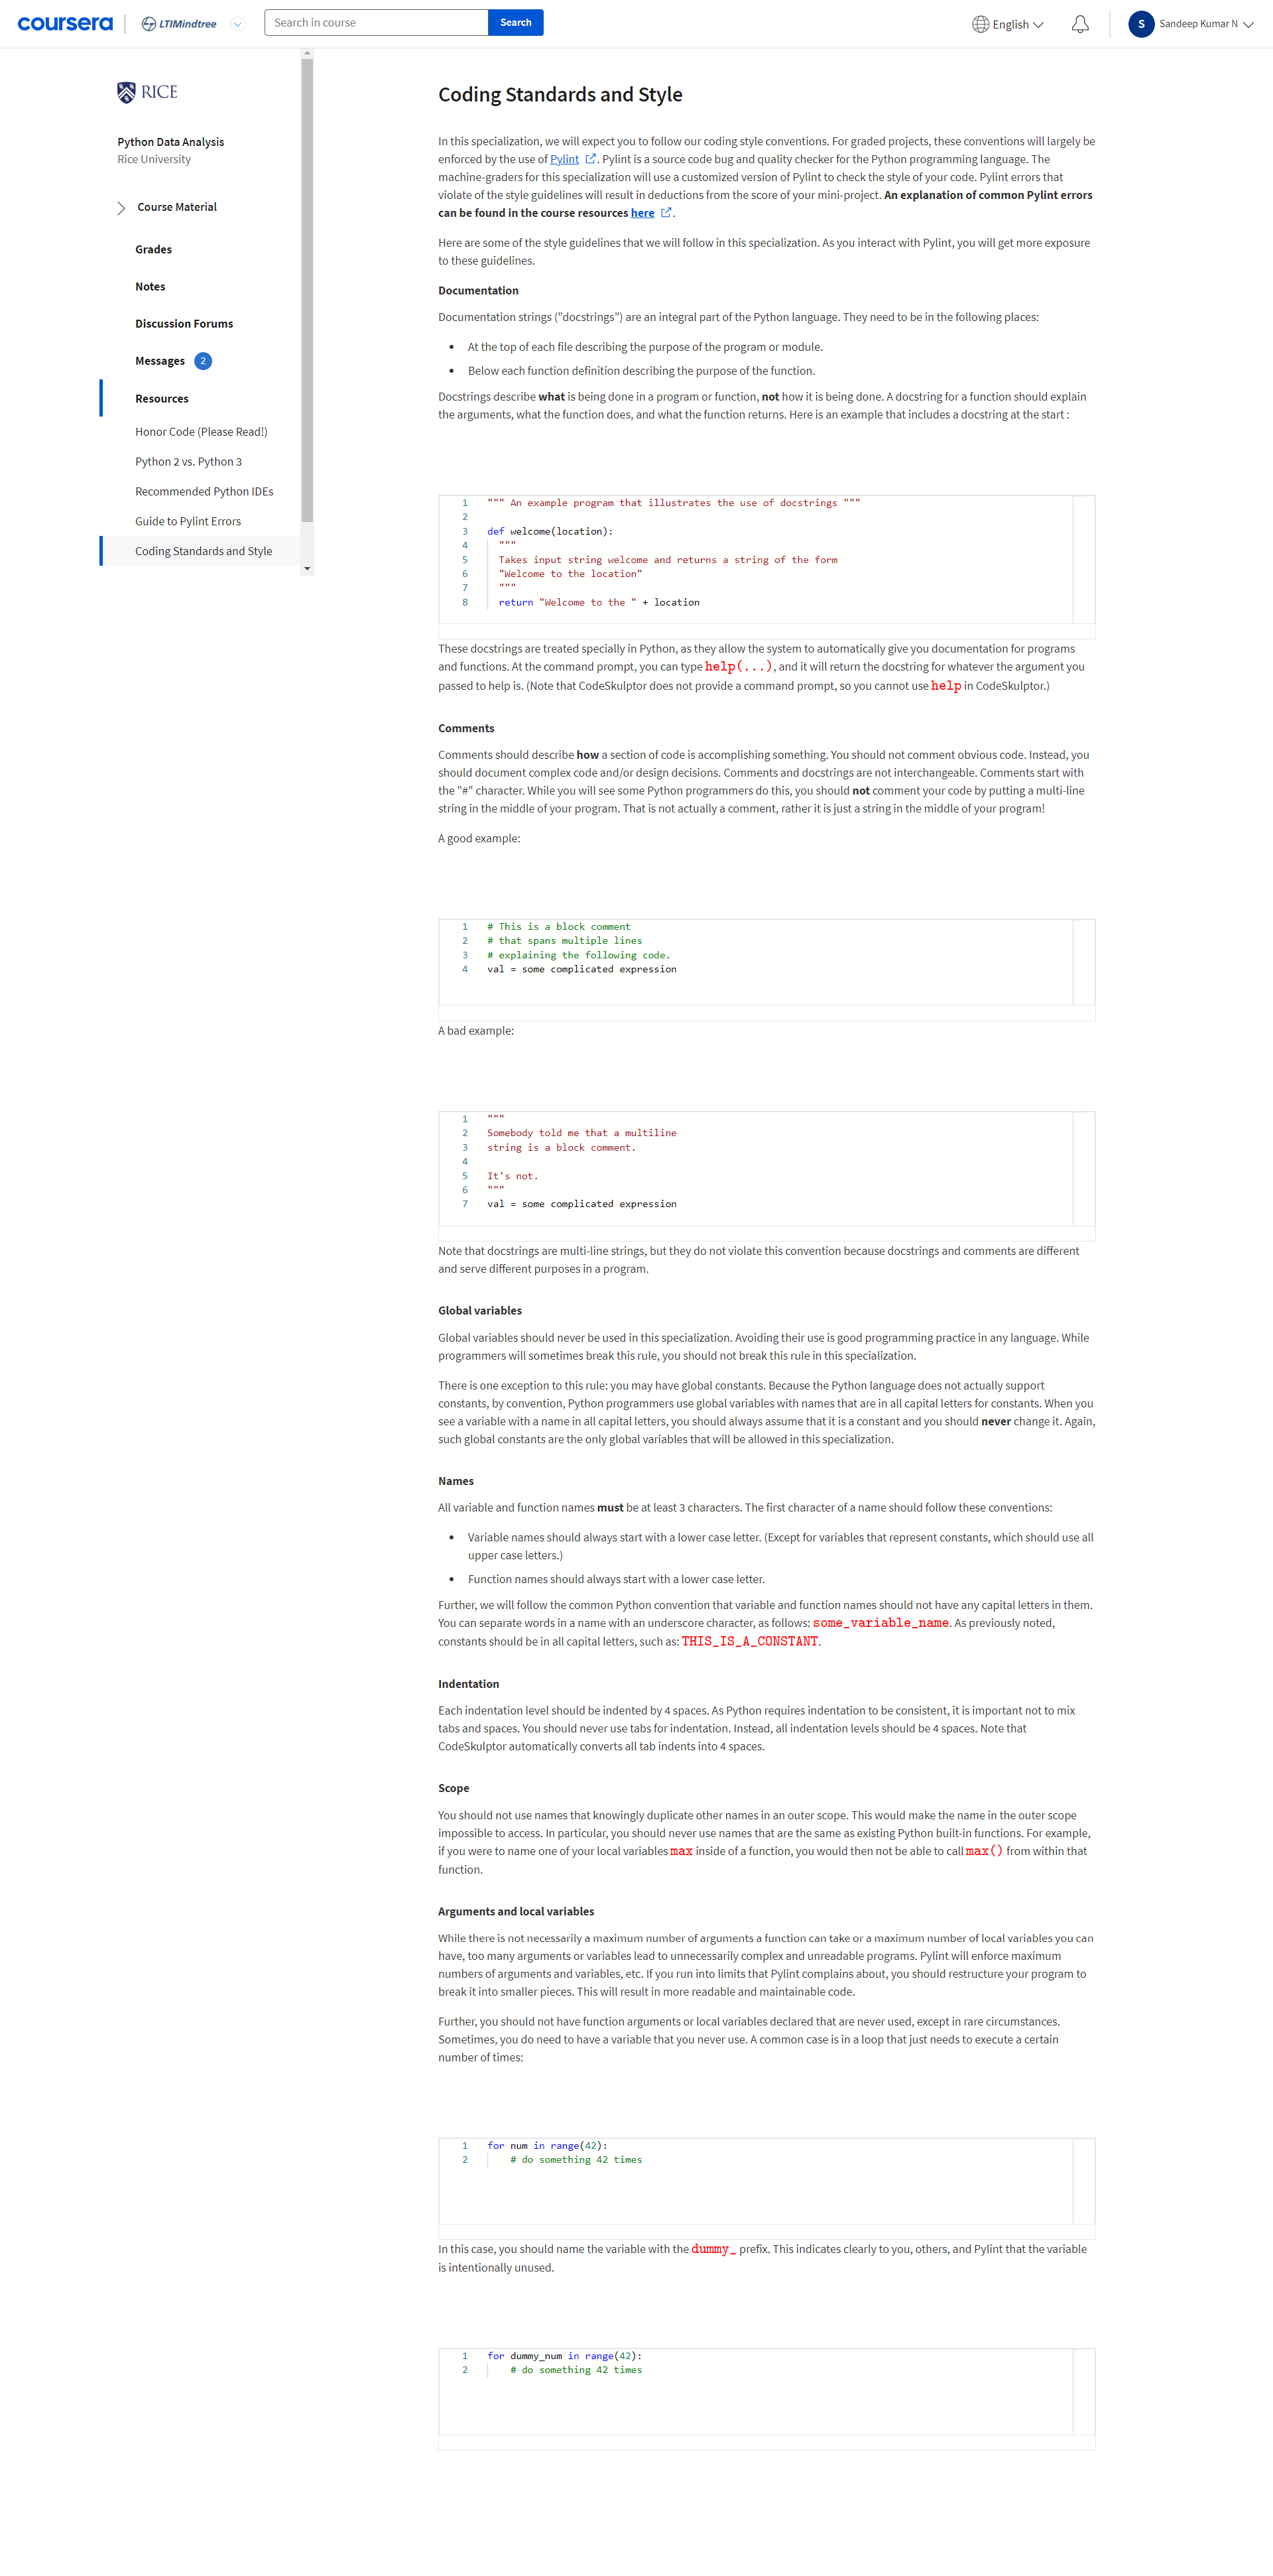 coursera
LTIMindtree
Search in course
Search
English
S
Sandeep Kumar N
RICE
Python Data Analysis
Rice University
Course Material
Grades
Notes
Discussion Forums
Messages 2
Resources
Honor Code (Please Read!)
Python 2 vs. Python 3
Recommended Python IDEs
Guide to Pylint Errors
Coding Standards and Style
Coding Standards and Style
In this specialization, we will expect you to follow our coding style conventions. For graded projects, these conventions will largely be
enforced by the use of Pylint . Pylint is a source code bug and quality checker for the Python programming language. The
machine-graders for this specialization will use a customized version of Pylint to check the style of your code. Pylint errors that
violate of the style guidelines will result in deductions from the score of your mini-project. An explanation of common Pylint errors
can be found in the course resources here .
Here are some of the style guidelines that we will follow in this specialization. As you interact with Pylint, you will get more exposure
to these guidelines.
Documentation
Documentation strings ("docstrings") are an integral part of the Python language. They need to be in the following places:
• At the top of each file describing the purpose of the program or module.
• Below each function definition describing the purpose of the function.
Docstrings describe what is being done in a program or function, not how it is being done. A docstring for a function should explain
the arguments, what the function does, and what the function returns. Here is an example that includes a docstring at the start :
1 """ An example program that illustrates the use of docstrings """
2
3 def welcome(location):
4 """
5 Takes input string welcome and returns a string of the form
6 "Welcome to the location"
7 """
8 return "Welcome to the " + location
These docstrings are treated specially in Python, as they allow the system to automatically give you documentation for programs
and functions. At the command prompt, you can type help(...), and it will return the docstring for whatever the argument you
passed to help is. (Note that CodeSkulptor does not provide a command prompt, so you cannot use help in CodeSkulptor.)
Comments
Comments should describe how a section of code is accomplishing something. You should not comment obvious code. Instead, you
should document complex code and/or design decisions. Comments and docstrings are not interchangeable. Comments start with
the "#" character. While you will see some Python programmers do this, you should not comment your code by putting a multi-line
string in the middle of your program. That is not actually a comment, rather it is just a string in the middle of your program!
A good example:
1 # This is a block comment
2 # that spans multiple lines
3 # explaining the following code.
4 val = some complicated expression
A bad example:
1 """
2 Somebody told me that a multiline
3 string is a block comment.
4
5 It's not.
6 """
7 val = some complicated expression
Note that docstrings are multi-line strings, but they do not violate this convention because docstrings and comments are different
and serve different purposes in a program.
Global variables
Global variables should never be used in this specialization. Avoiding their use is good programming practice in any language. While
programmers will sometimes break this rule, you should not break this rule in this specialization.
There is one exception to this rule: you may have global constants. Because the Python language does not actually support
constants, by convention, Python programmers use global variables with names that are in all capital letters for constants. When you
see a variable with a name in all capital letters, you should always assume that it is a constant and you should never change it. Again,
such global constants are the only global variables that will be allowed in this specialization.
Names
All variable and function names must be at least 3 characters. The first character of a name should follow these conventions:
• Variable names should always start with a lower case letter. (Except for variables that represent constants, which should use all
upper case letters.)
• Function names should always start with a lower case letter.
Further, we will follow the common Python convention that variable and function names should not have any capital letters in them.
You can separate words in a name with an underscore character, as follows: some_variable_name. As previously noted,
constants should be in all capital letters, such as: THIS_IS_A_CONSTANT.
Indentation
Each indentation level should be indented by 4 spaces. As Python requires indentation to be consistent, it is important not to mix
tabs and spaces. You should never use tabs for indentation. Instead, all indentation levels should be 4 spaces. Note that
CodeSkulptor automatically converts all tab indents into 4 spaces.
Scope
You should not use names that knowingly duplicate other names in an outer scope. This would make the name in the outer scope
impossible to access. In particular, you should never use names that are the same as existing Python built-in functions. For example,
if you were to name one of your local variables max inside of a function, you would then not be able to call max() from within that
function.
Arguments and local variables
While there is not necessarily a maximum number of arguments a function can take or a maximum number of local variables you can
have, too many arguments or variables lead to unnecessarily complex and unreadable programs. Pylint will enforce maximum
numbers of arguments and variables, etc. If you run into limits that Pylint complains about, you should restructure your program to
break it into smaller pieces. This will result in more readable and maintainable code.
Further, you should not have function arguments or local variables declared that are never used, except in rare circumstances.
Sometimes, you do need to have a variable that you never use. A common case is in a loop that just needs to execute a certain
number of times:
1 for num in range(42):
2 # do something 42 times
In this case, you should name the variable with the dummy_ prefix. This indicates clearly to you, others, and Pylint that the variable
is intentionally unused.
1 for dummy_num in range(42):
2 # do something 42 times